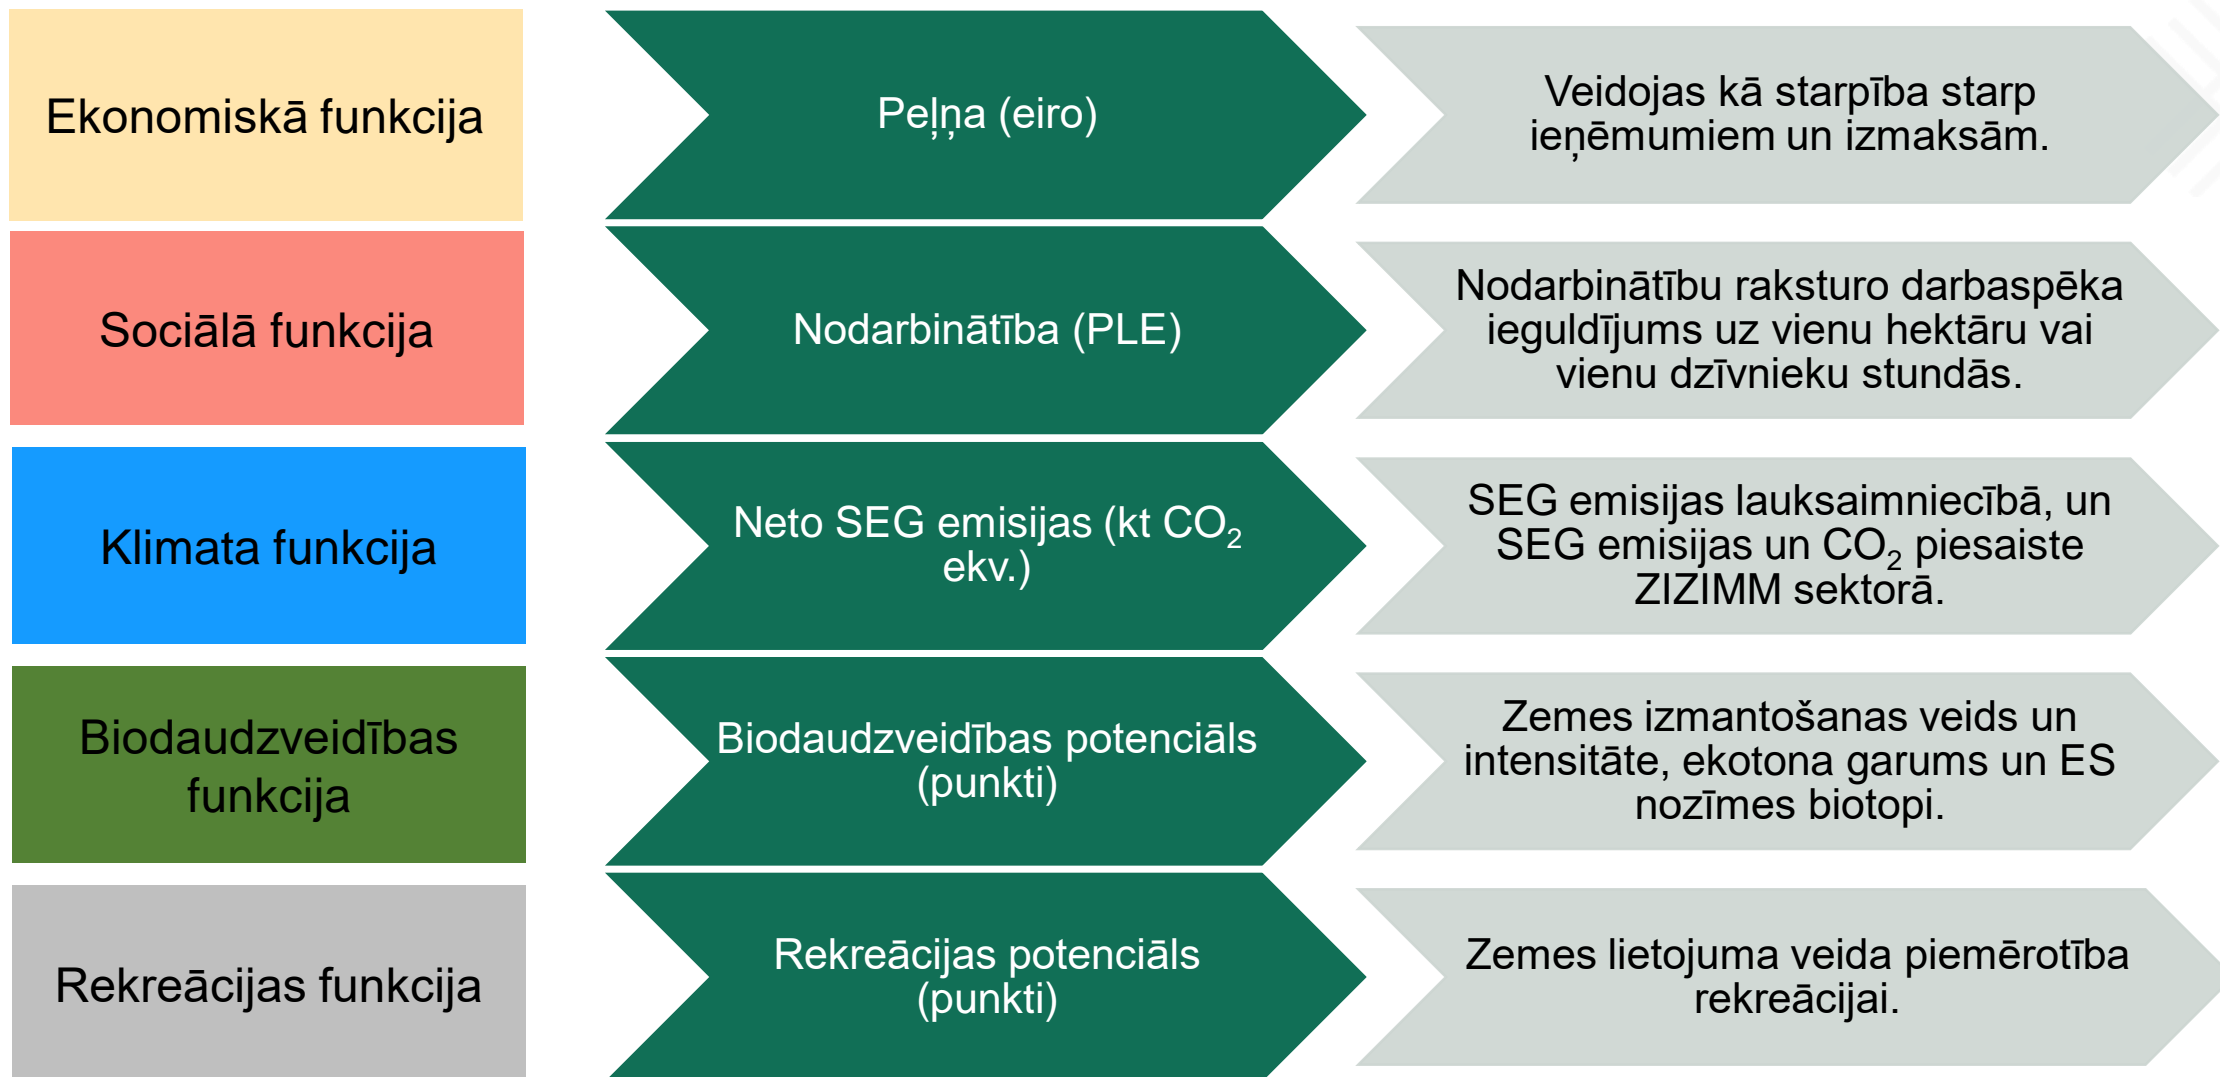 Ekonomiskā funkcija
Peļņa (eiro)
Veidojas kā starpība starp
ieņēmumiem un izmaksām.
Sociālā funkcija
Nodarbinātība (PLE)
Nodarbinātību raksturo darbaspēka
ieguldījums uz vienu hektāru vai
vienu dzīvnieku stundās.
Klimata funkcija
Neto SEG emisijas (kt CO₂
ekv.)
SEG emisijas lauksaimniecībā, un
SEG emisijas un CO₂ piesaiste
ZIZIMM sektorā.
Biodaudzveidības
funkcija
Biodaudzveidības potenciāls
(punkti)
Zemes izmantošanas veids un
intensitāte, ekotona garums un ES
nozīmes biotopi.
Rekreācijas funkcija
Rekreācijas potenciāls
(punkti)
Zemes lietojuma veida piemērotība
rekreācijai.